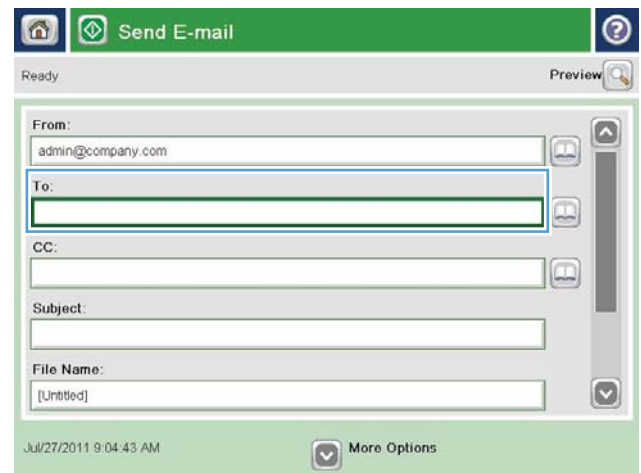 Send E-mail
?
Ready
Preview
From:
admin@company.com
To:
CC:
Subject:
File Name:
[Untitled]
Jul/27/2011 9:04:43 AM
More Options